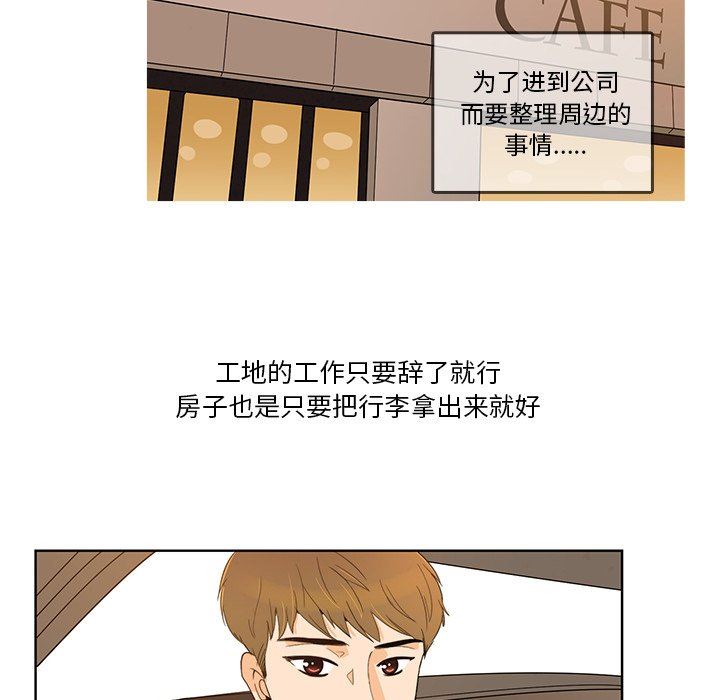 CAFE
为了进到公司
而要整理周边的
事情.....
工地的工作只要辞了就行
房子也是只要把行李拿出来就好